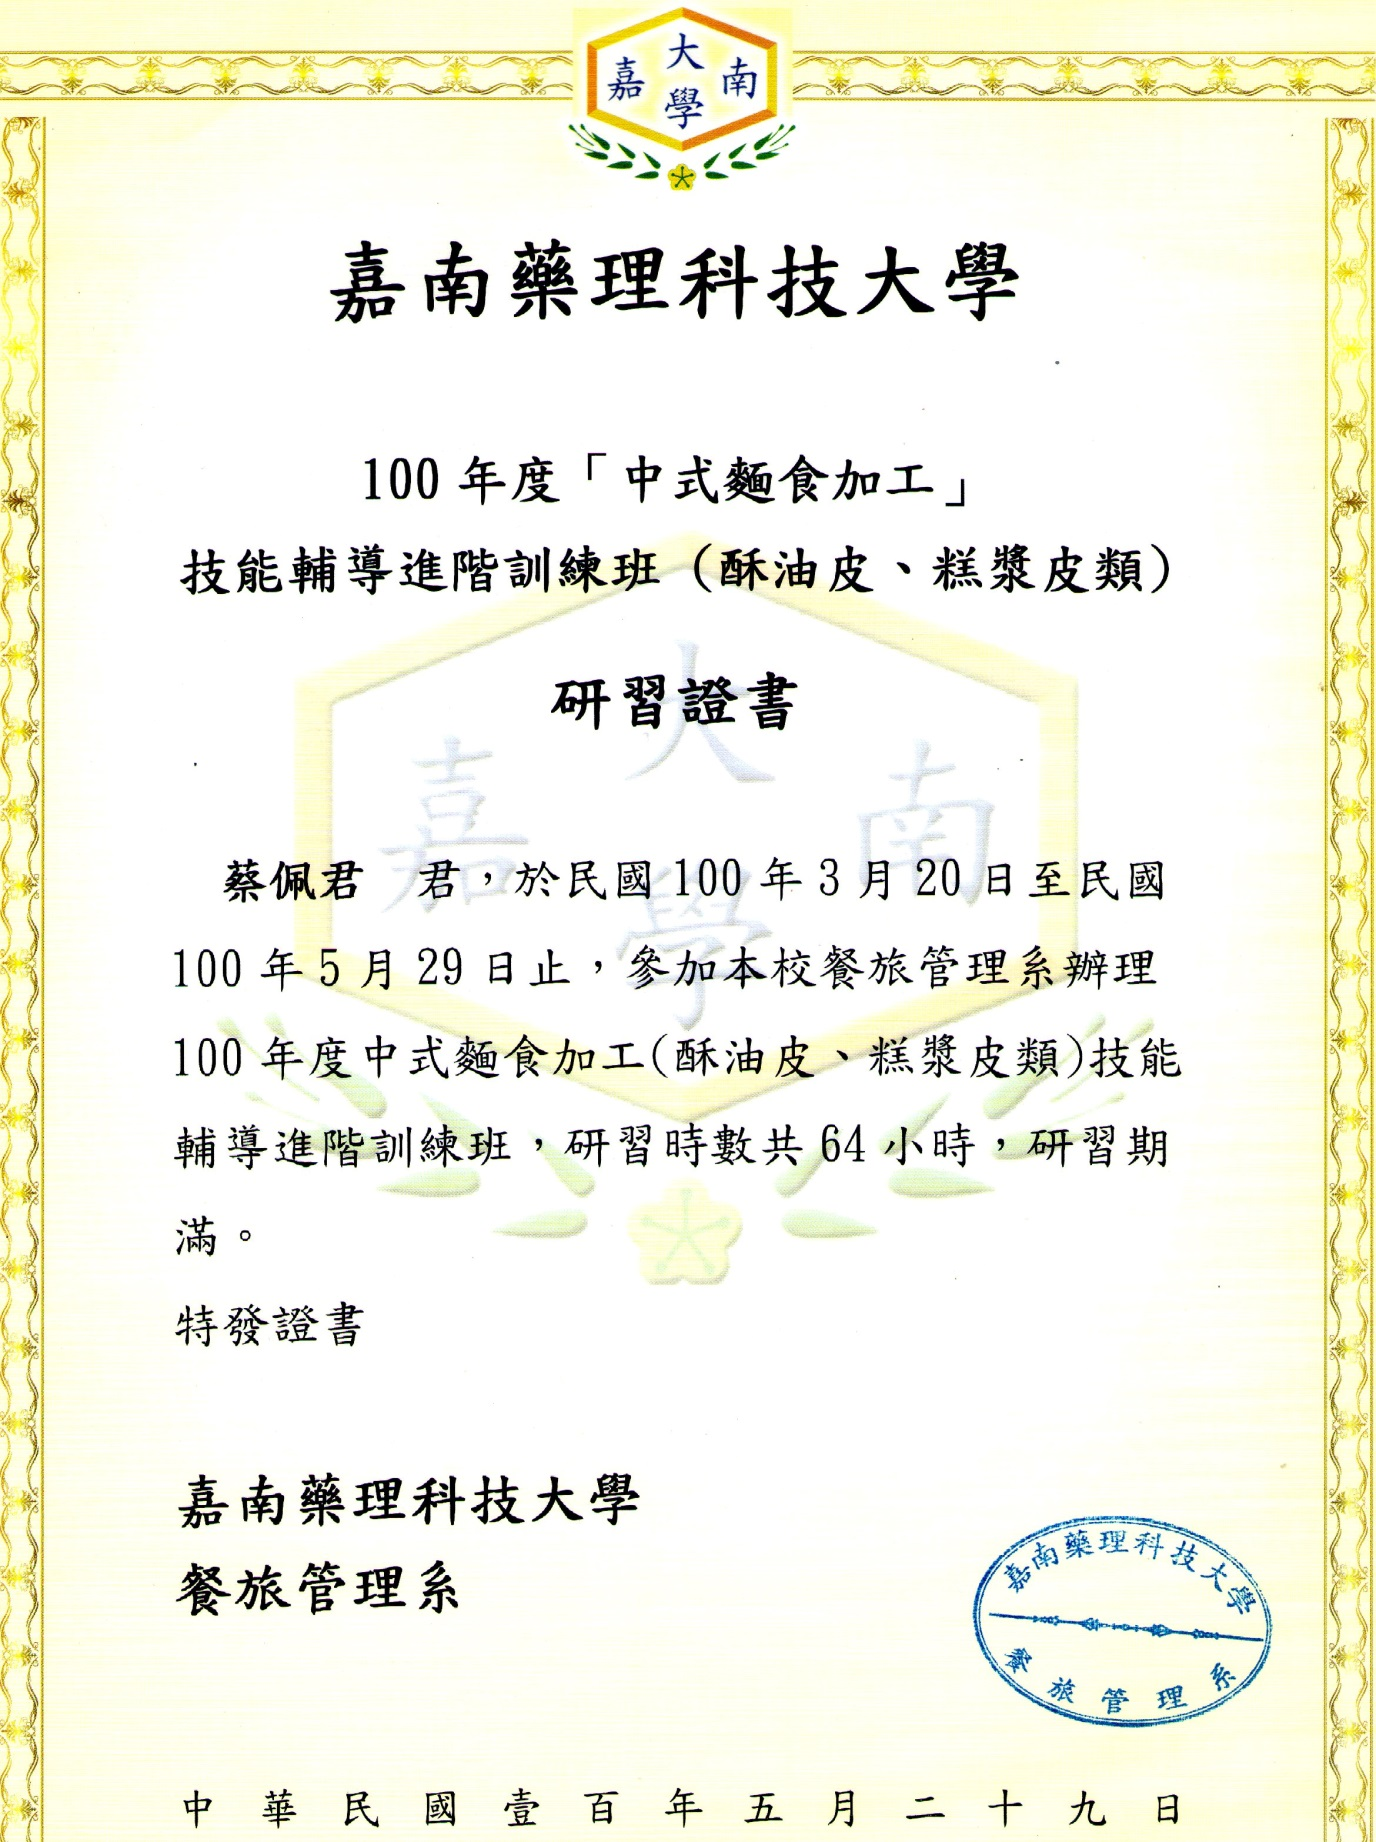 大
嘉 南
學
嘉南藥理科技大學
100 年度「中式麵食加工」
技能輔導進階訓練班（酥油皮、糕漿皮類）
研習證書
大
嘉 南
學
蔡佩君 君，於民國 100 年 3 月 20 日至民國
100 年 5 月 29 日止，參加本校餐旅管理系辦理
100 年度中式麵食加工(酥油皮、糕漿皮類)技能
輔導進階訓練班，研習時數共 64 小時，研習期
滿。
特發證書
嘉南藥理科技大學
餐旅管理系
嘉南藥理科技大學
餐旅管理系
中華民國壹百年五月二十九日